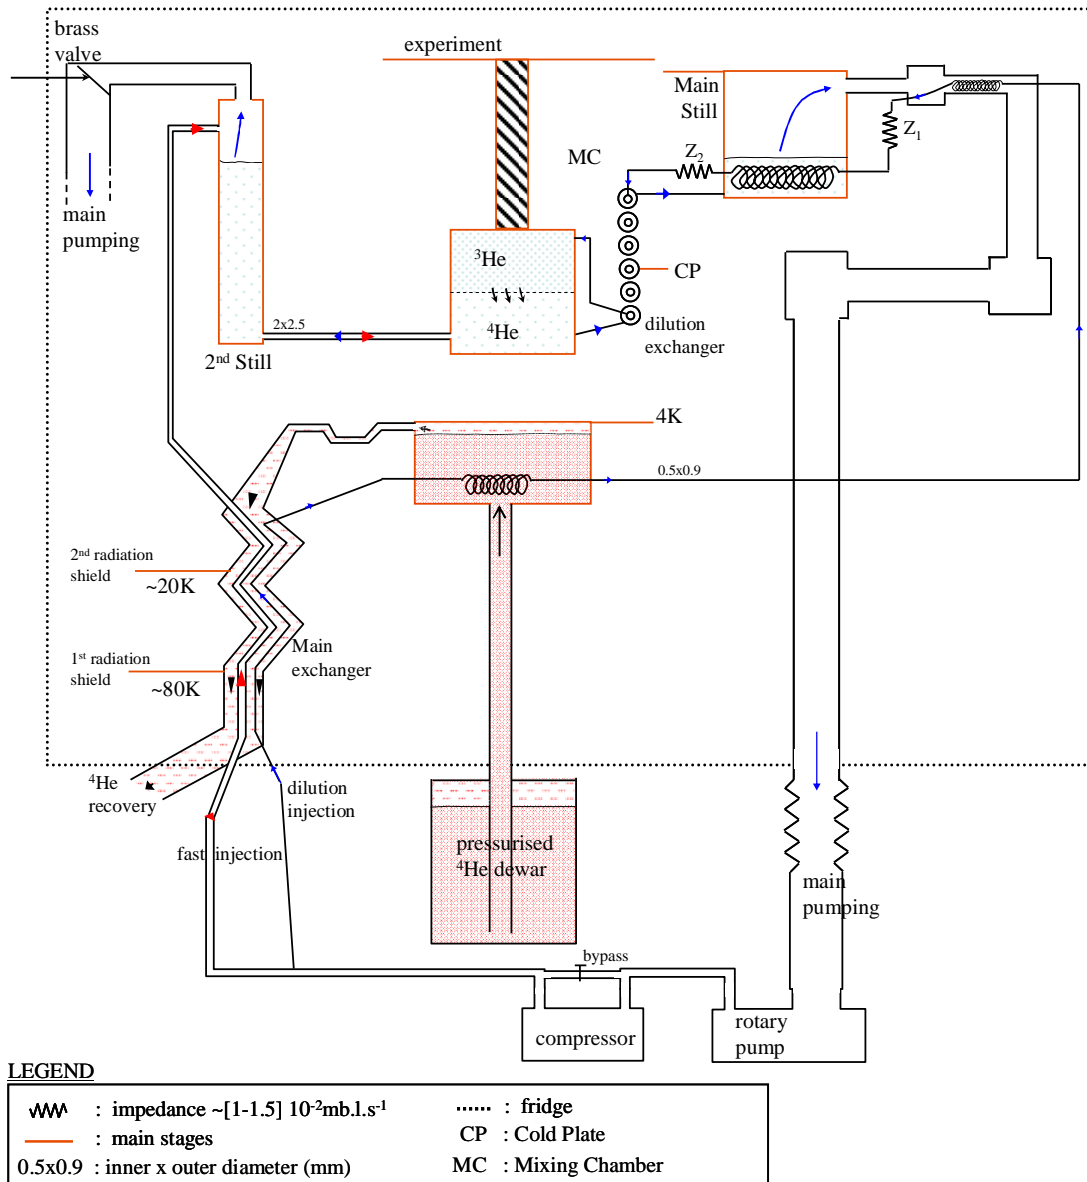 brass
valve
experiment
Main
Still
Z1
Z2
MC
main
pumping
³He
CP
⁴He
2x2.5
dilution
exchanger
2nd Still
4K
0.5x0.9
2nd radiation
shield
~20K
Main
exchanger
1st radiation
shield
~80K
⁴He
recovery
dilution
injection
fast injection
pressurised
⁴He dewar
main
pumping
bypass
compressor
rotary
pump
LEGEND
: impedance ~[1-1.5] 10⁻²mb.l.s⁻¹
: fridge
: main stages
CP : Cold Plate
0.5x0.9 : inner x outer diameter (mm)
MC : Mixing Chamber